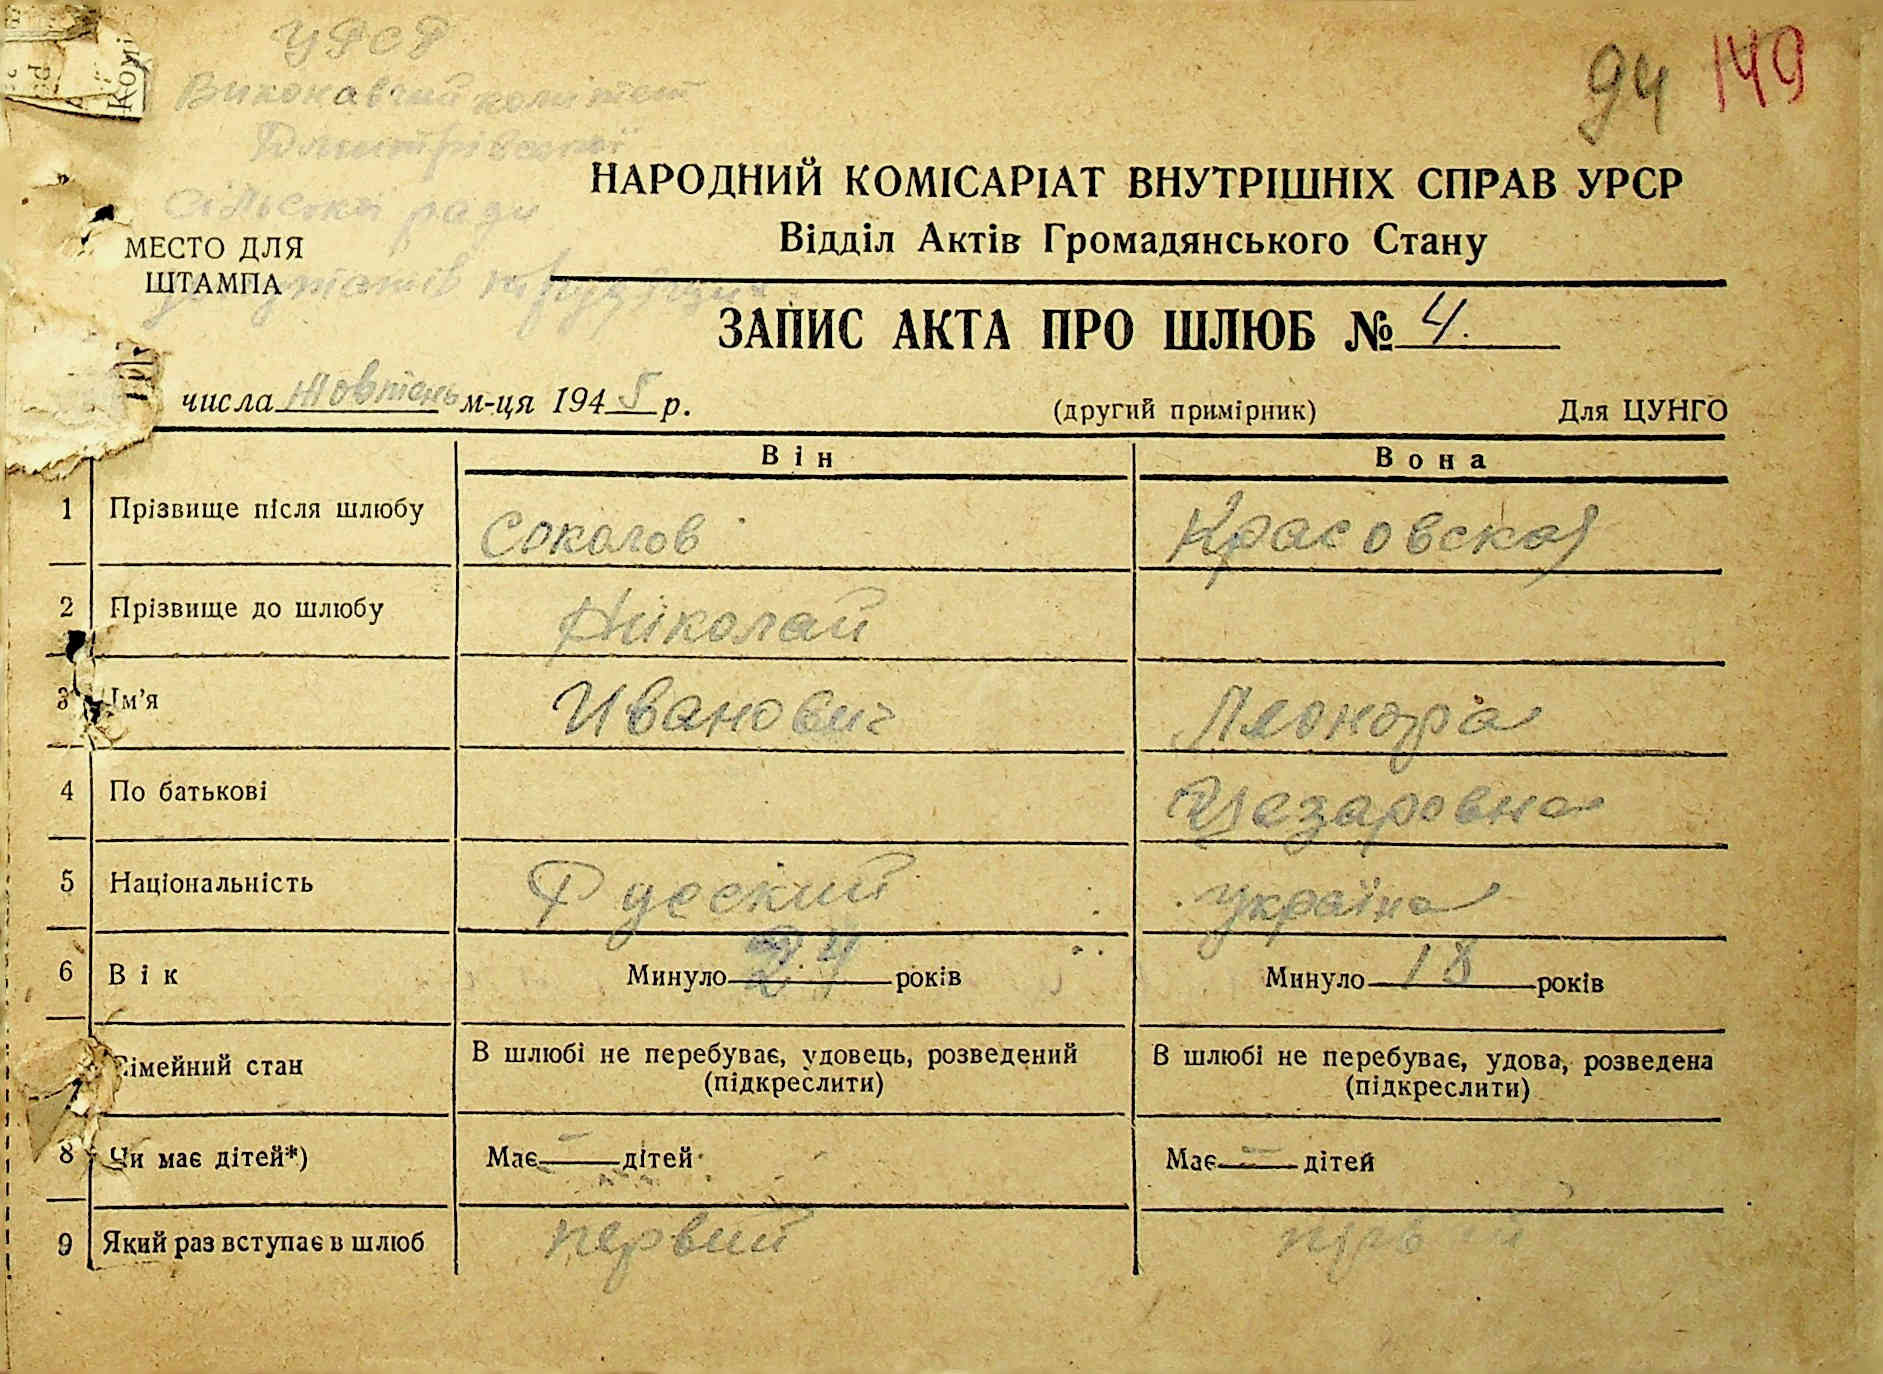 94 149
УРСР
Виконавчий комітет
Дмитрівської
сільскої ради
НАРОДНИЙ КОМІСАРІАТ ВНУТРІШНІХ СПРАВ УРСР
Відділ Актів Громадянського Стану
МЕСТО ДЛЯ
ШТАМПА
ЗАПИС АКТА ПРО ШЛЮБ № 4.
числа Жовтень м-ця 1945 р.
(другий примірник) Для ЦУНГО
Він Вона
1 Прізвище після шлюбу Соколов Красовская
2 Прізвище до шлюбу Николай
3 Ім'я Иванович Леонора
4 По батькові Цезаровна
5 Національність Русский Україна
6 Вік Минуло 24 років Минуло 18 років
Сімейний стан В шлюбі не перебуває, удовець, розведений (підкреслити) В шлюбі не перебуває, удова, розведена (підкреслити)
8 Чи має дітей*) Має — дітей Має — дітей
9 Який раз вступає в шлюб первий